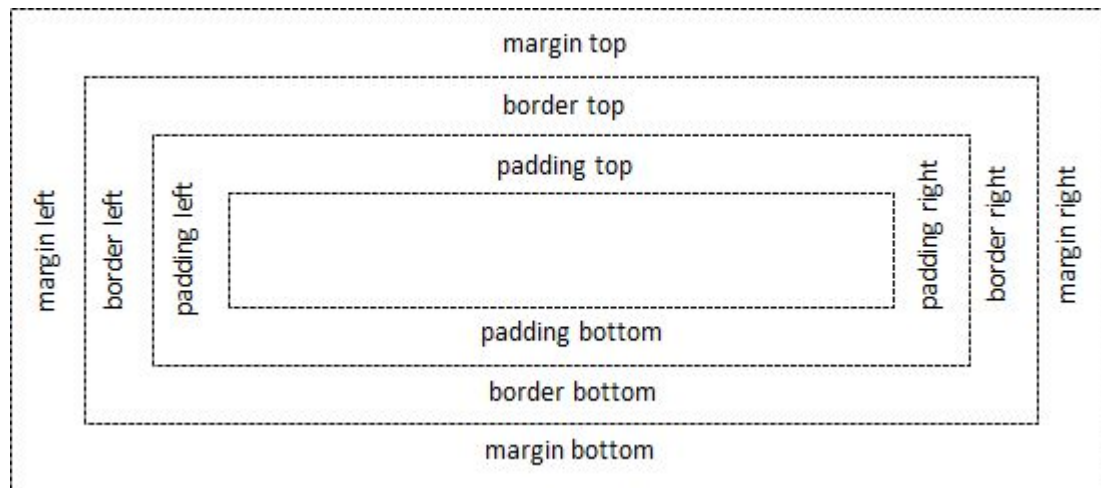 margin top
border top
padding top
margin left
border left
padding left
padding right
border right
margin right
padding bottom
border bottom
margin bottom